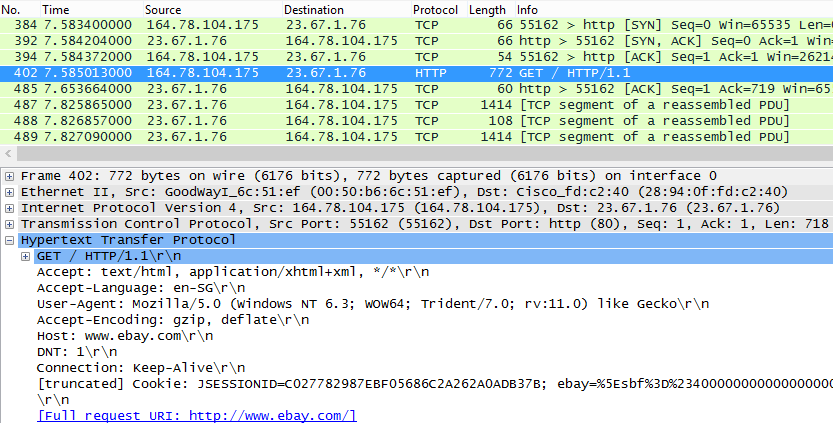 No. Time Source Destination Protocol Length Info
384 7.583400000 164.78.104.175 23.67.1.76 TCP 66 55162 > http [SYN] Seq=0 Win=65535 Len=
392 7.584204000 23.67.1.76 164.78.104.175 TCP 66 http > 55162 [SYN, ACK] Seq=0 Ack=1 Win
394 7.584372000 164.78.104.175 23.67.1.76 TCP 54 55162 > http [ACK] Seq=1 Ack=1 Win=26214
402 7.585013000 164.78.104.175 23.67.1.76 HTTP 772 GET / HTTP/1.1
485 7.653664000 23.67.1.76 164.78.104.175 TCP 60 http > 55162 [ACK] Seq=1 Ack=719 Win=65
487 7.825865000 23.67.1.76 164.78.104.175 TCP 1414 [TCP segment of a reassembled PDU]
488 7.826857000 23.67.1.76 164.78.104.175 TCP 108 [TCP segment of a reassembled PDU]
489 7.827090000 23.67.1.76 164.78.104.175 TCP 1414 [TCP segment of a reassembled PDU]
Frame 402: 772 bytes on wire (6176 bits), 772 bytes captured (6176 bits) on interface 0
Ethernet II, Src: GoodWayI_6c:51:ef (00:50:b6:6c:51:ef), Dst: Cisco_fd:c2:40 (28:94:0f:fd:c2:40)
Internet Protocol Version 4, Src: 164.78.104.175 (164.78.104.175), Dst: 23.67.1.76 (23.67.1.76)
Transmission Control Protocol, Src Port: 55162 (55162), Dst Port: http (80), Seq: 1, Ack: 1, Len: 718
Hypertext Transfer Protocol
GET / HTTP/1.1\r\n
Accept: text/html, application/xhtml+xml, */*\r\n
Accept-Language: en-SG\r\n
User-Agent: Mozilla/5.0 (Windows NT 6.3; WOW64; Trident/7.0; rv:11.0) like Gecko\r\n
Accept-Encoding: gzip, deflate\r\n
Host: www.ebay.com\r\n
DNT: 1\r\n
Connection: Keep-Alive\r\n
[truncated] Cookie: JSESSIONID=C027782987EBF05686C2A262A0ADB37B; ebay=%5Esbf%3D%23400000000000000000
\r\n
[Full request URI: http://www.ebay.com/]